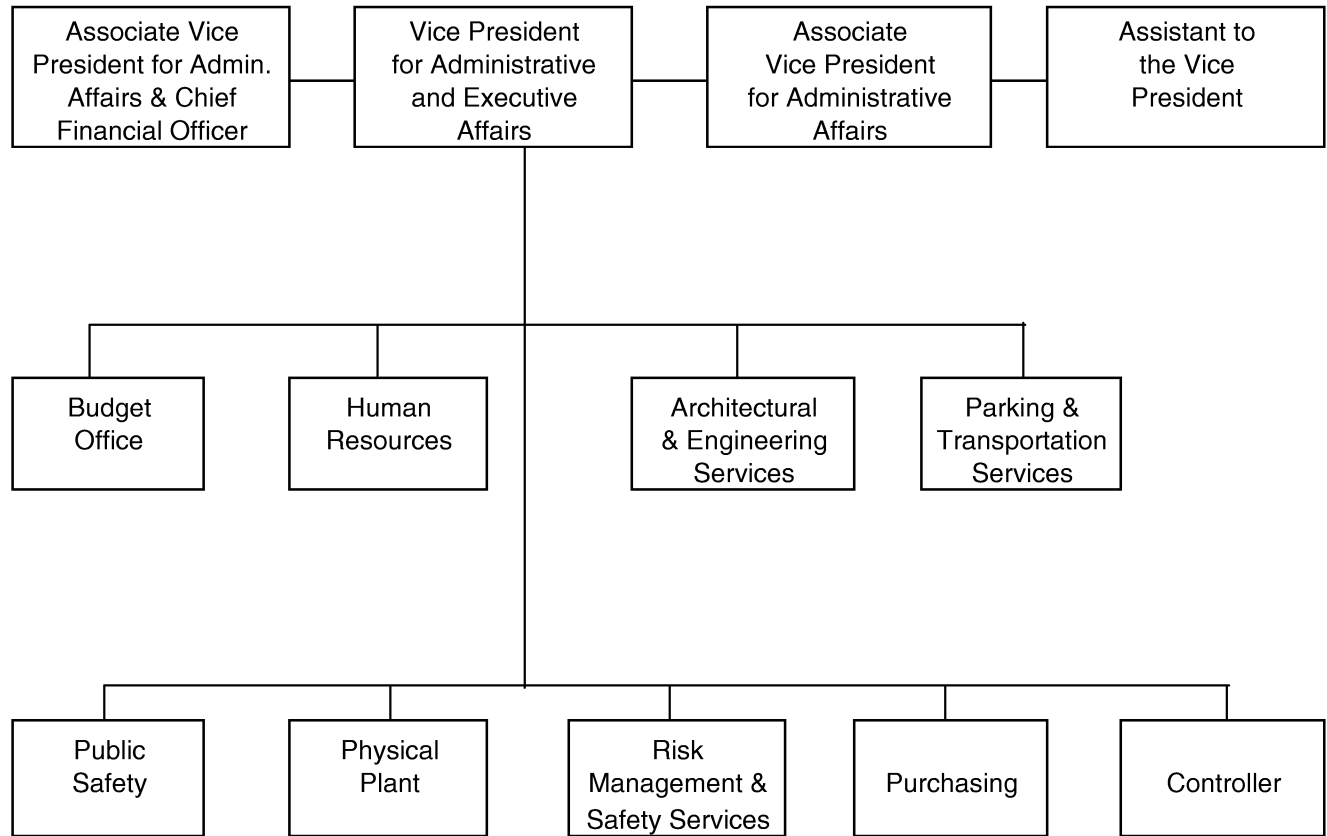 Associate Vice
President for Admin.
Affairs & Chief
Financial Officer
Vice President
for Administrative
and Executive
Affairs
Associate
Vice President
for Administrative
Affairs
Assistant to
the Vice
President
Budget
Office
Human
Resources
Architectural
& Engineering
Services
Parking &
Transportation
Services
Public
Safety
Physical
Plant
Risk
Management &
Safety Services
Purchasing
Controller